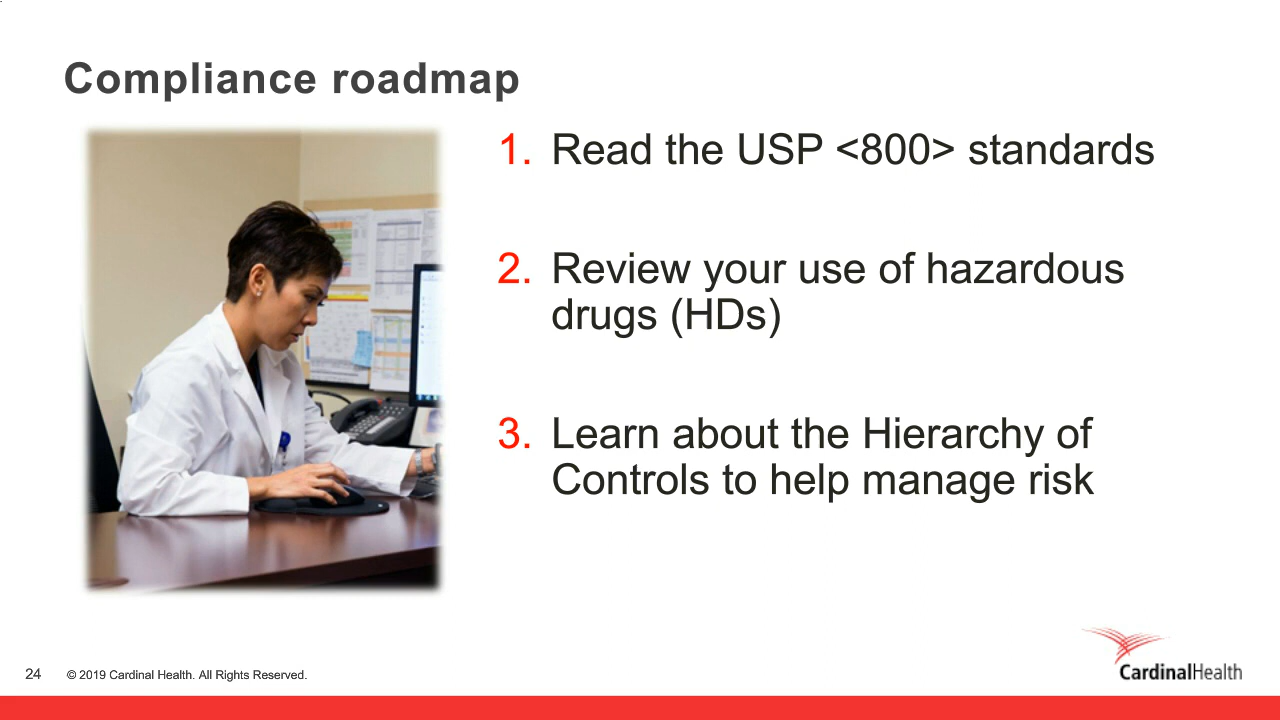 Compliance roadmap
1. Read the USP <800> standards
2. Review your use of hazardous
drugs (HDs)
3. Learn about the Hierarchy of
Controls to help manage risk
24 © 2019 Cardinal Health. All Rights Reserved.
CardinalHealth